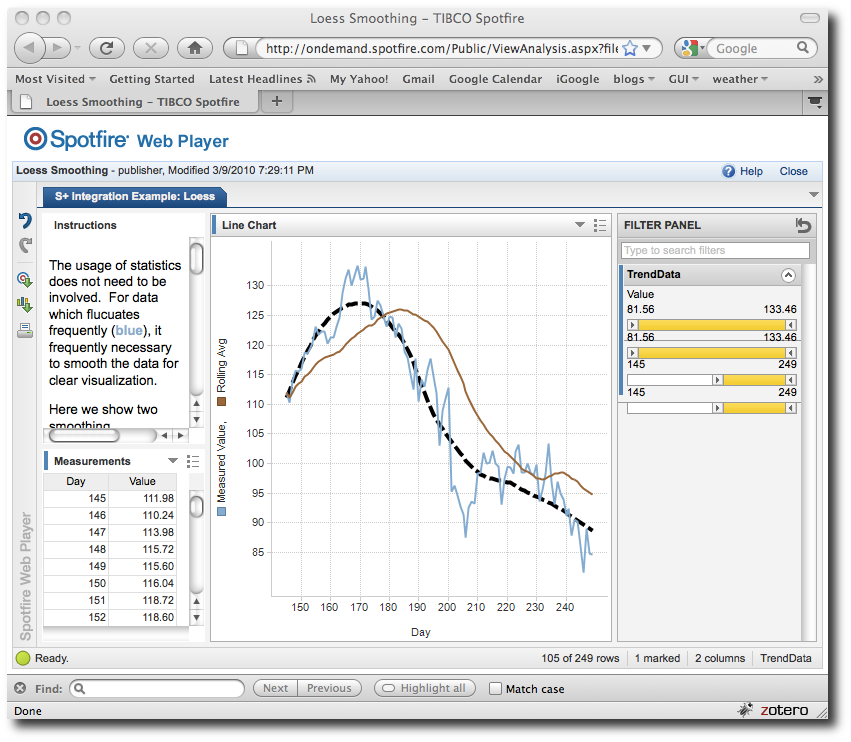 Loess Smoothing – TIBCO Spotfire
http://ondemand.spotfire.com/Public/ViewAnalysis.aspx?file
Google
Most Visited Getting Started Latest Headlines My Yahoo! Gmail Google Calendar iGoogle blogs GUI weather »
Loess Smoothing – TIBCO Spotfire +
Spotfire Web Player
Loess Smoothing - publisher, Modified 3/9/2010 7:29:11 PM
? Help Close
S+ Integration Example: Loess
Instructions
The usage of statistics
does not need to be
involved. For data
which flucuates
frequently (blue), it
frequently necessary
to smooth the data for
clear visualization.
Here we show two
smoothing
Measurements
Day Value
145 111.98
146 110.24
147 113.98
148 115.72
149 115.60
150 116.04
151 118.72
152 118.60
Spotfire Web Player
Line Chart
Measured Value, Rolling Avg
130
125
120
115
110
105
100
95
90
85
150 160 170 180 190 200 210 220 230 240
Day
FILTER PANEL
Type to search filters
TrendData
Value
81.56 133.46
81.56 133.46
145 249
145 249
Ready.
105 of 249 rows 1 marked 2 columns TrendData
Find: Next Previous Highlight all Match case
Done
zotero